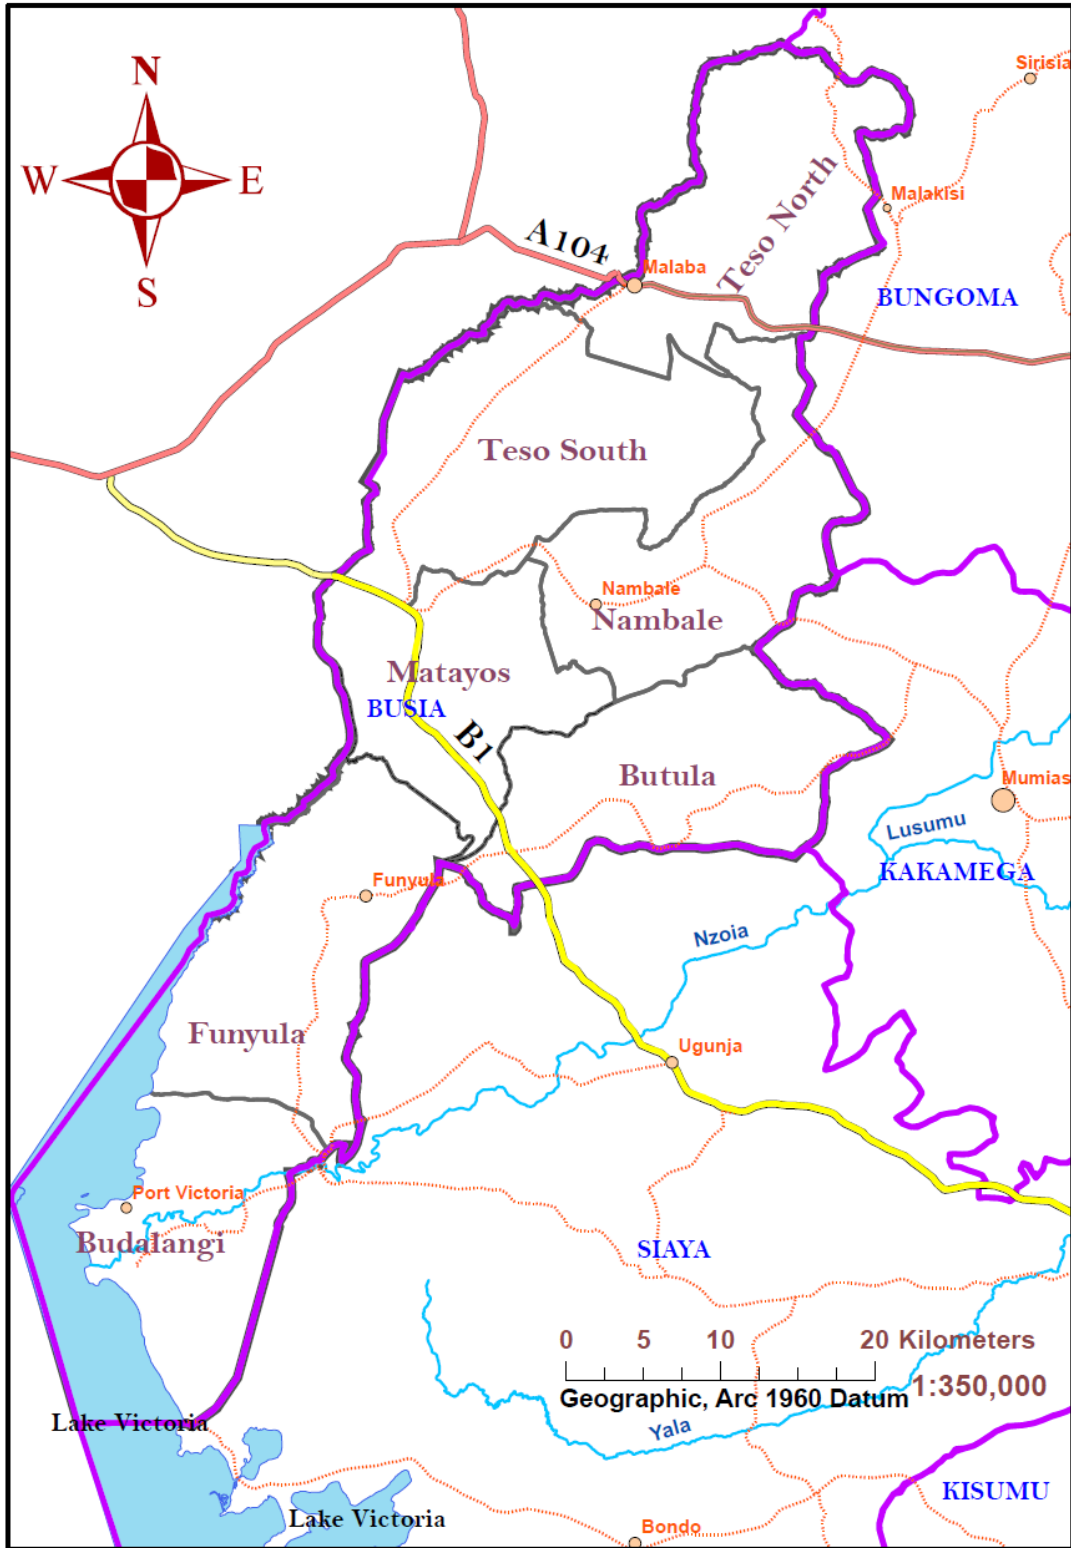 N
Sirisia
W
E
Malakisi
Teso North
A104
S
Malaba
BUNGOMA
Teso South
Nambale
Nambale
Matayos
BUSIA
B1
Butula
Mumias
Lusumu
KAKAMEGA
Funyula
Nzoia
Funyula
Ugunja
Port Victoria
Budalangi
SIAYA
0 5 10 20 Kilometers
1:350,000
Geographic, Arc 1960 Datum
Lake Victoria
Yala
KISUMU
Lake Victoria
Bondo